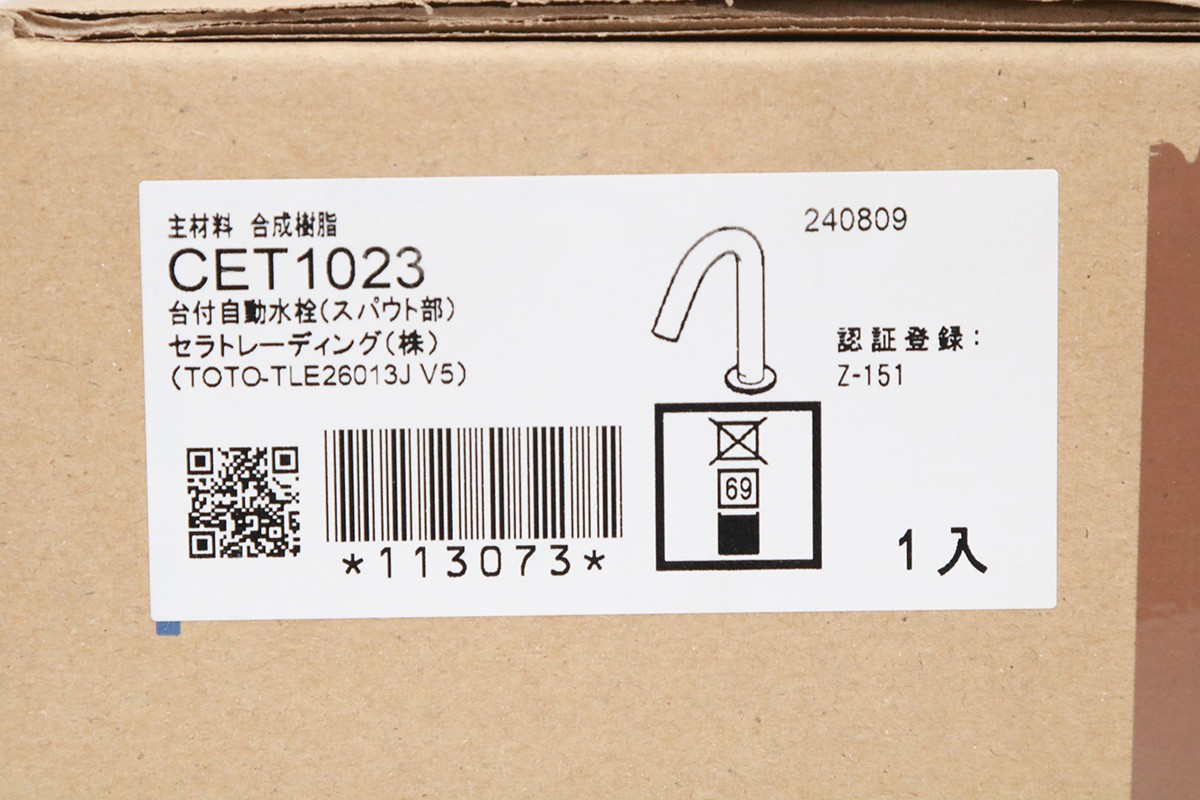 主材料 合成樹脂
CET1023
台付自動水栓(スパウト部)
セラトレーディング(株)
(TOTO-TLE26013J V5)
240809
認証登録:
Z-151
*113073*
69
1入